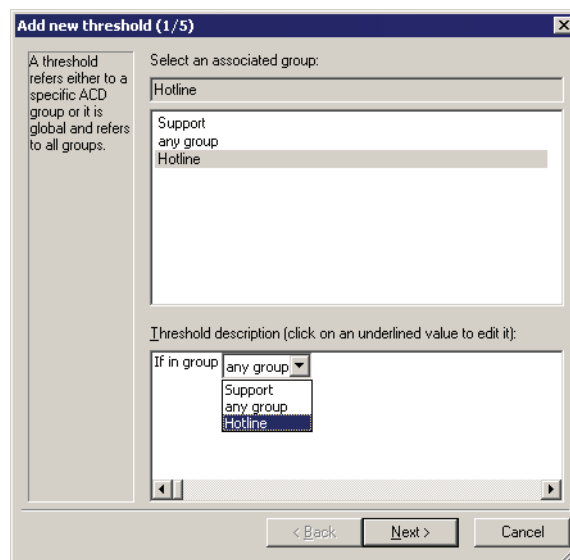 Add new threshold (1/5)
A threshold
refers either to a
specific ACD
group or it is
global and refers
to all groups.
Select an associated group:
Hotline
Support
any group
Hotline
Threshold description (click on an underlined value to edit it):
If in group any group
Support
any group
Hotline
< Back Next > Cancel